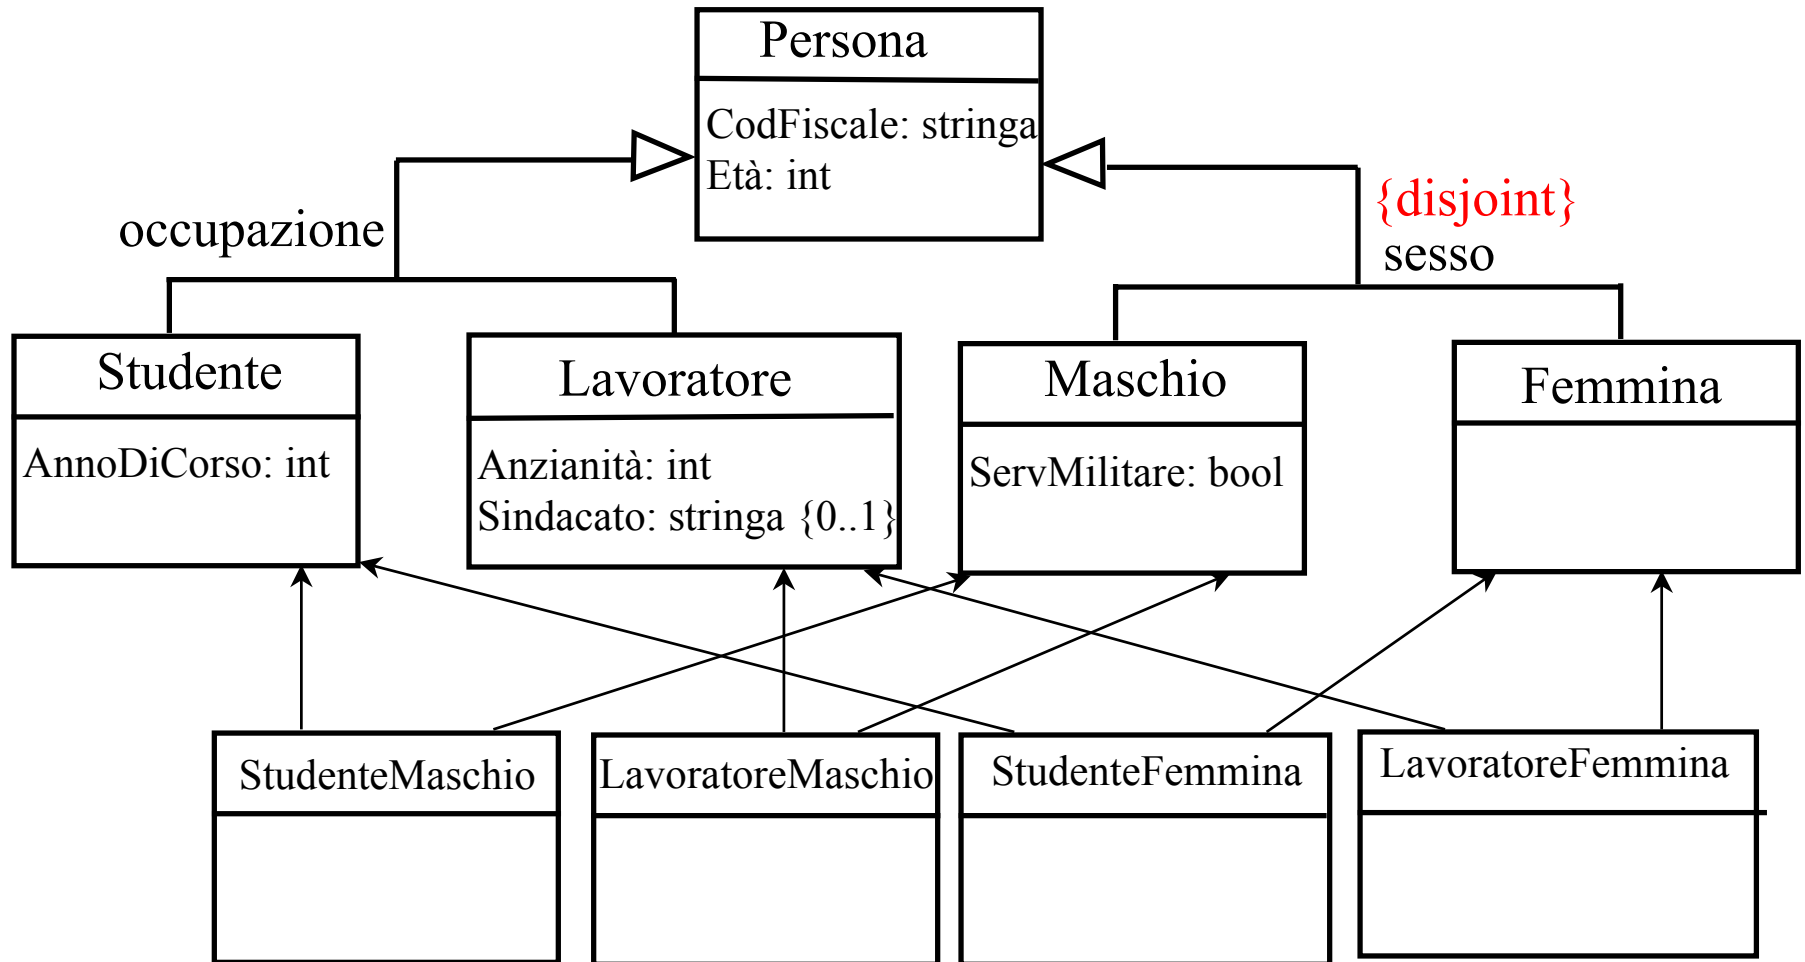 Persona
CodFiscale: stringa
Età: int
occupazione
{disjoint}
sesso
Studente
AnnoDiCorso: int
Lavoratore
Anzianità: int
Sindacato: stringa {0..1}
Maschio
ServMilitare: bool
Femmina
StudenteMaschio
LavoratoreMaschio
StudenteFemmina
LavoratoreFemmina